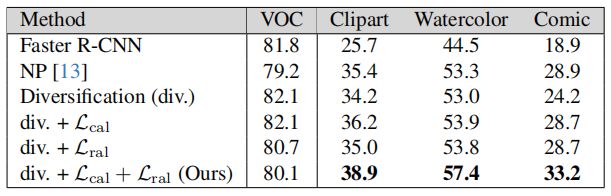 Method VOC Clipart Watercolor Comic
Faster R-CNN 81.8 25.7 44.5 18.9
NP [13] 79.2 35.4 53.3 28.9
Diversification (div.) 82.1 34.2 53.0 24.2
div. + ℒcal 82.1 36.2 53.9 28.7
div. + ℒral 80.7 35.0 53.8 28.7
div. + ℒcal + ℒral (Ours) 80.1 38.9 57.4 33.2